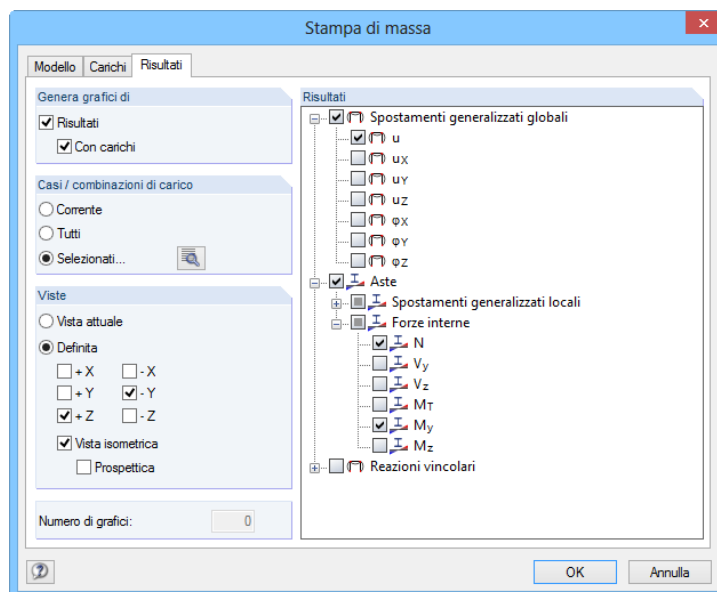 Stampa di massa
Modello
Carichi
Risultati
Genera grafici di
Risultati
Con carichi
Casi / combinazioni di carico
Corrente
Tutti
Selezionati...
Viste
Vista attuale
Definita
+ X
- X
+ Y
- Y
+ Z
- Z
Vista isometrica
Prospettica
Numero di grafici:
0
Risultati
Spostamenti generalizzati globali
u
uX
uY
uZ
φX
φY
φZ
Aste
Spostamenti generalizzati locali
Forze interne
N
Vy
Vz
MT
My
Mz
Reazioni vincolari
OK
Annulla